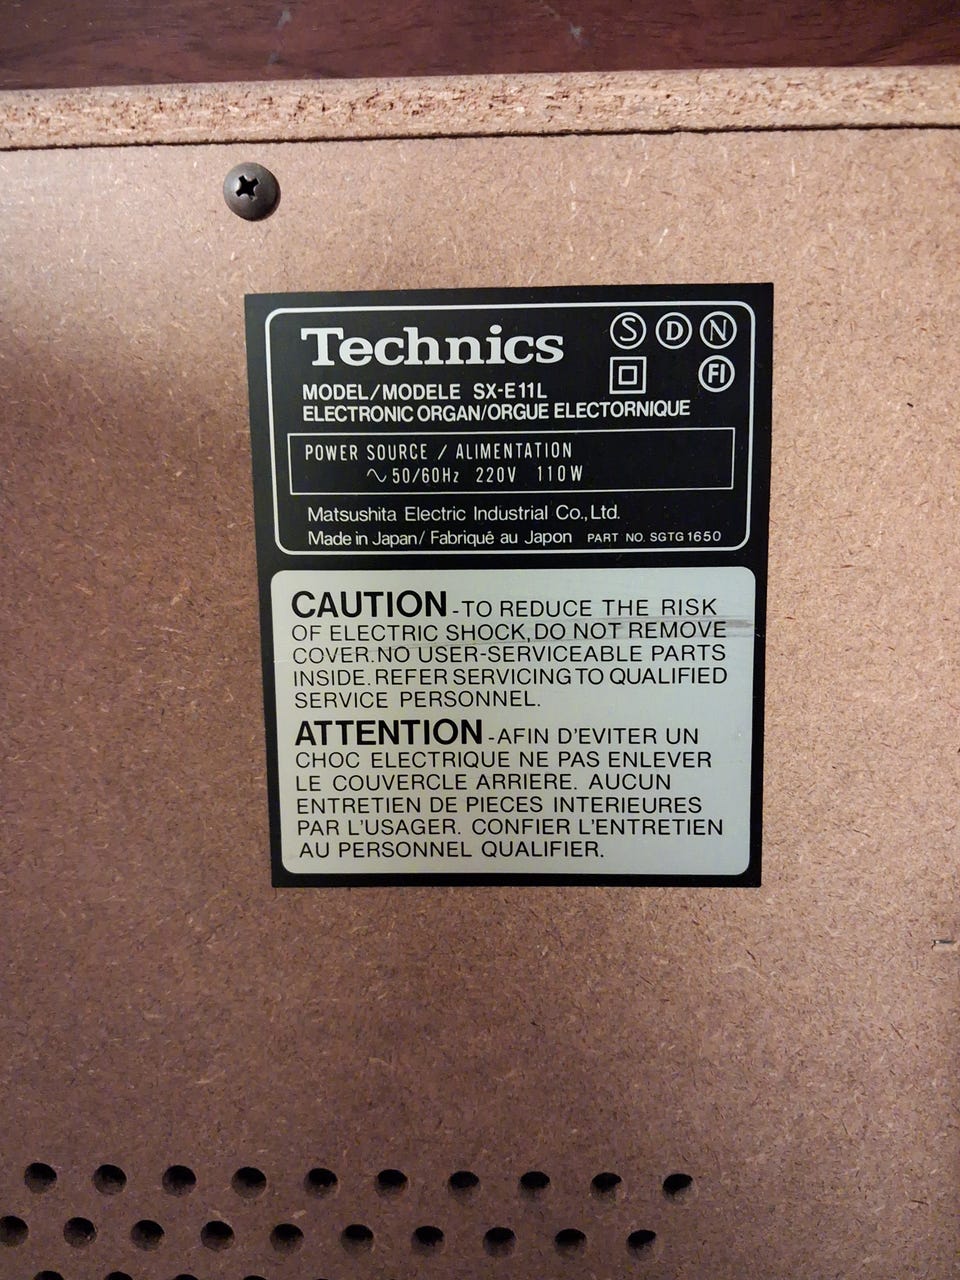 Technics
S D N
FI
MODEL/MODELE SX-E11L
ELECTRONIC ORGAN/ORGUE ELECTORNIQUE
POWER SOURCE / ALIMENTATION
∿ 50/60Hz 220V 110W
Matsushita Electric Industrial Co., Ltd.
Made in Japan/ Fabriqué au Japon PART NO. SGTG1650
CAUTION -TO REDUCE THE RISK
OF ELECTRIC SHOCK, DO NOT REMOVE
COVER. NO USER-SERVICEABLE PARTS
INSIDE. REFER SERVICING TO QUALIFIED
SERVICE PERSONNEL.
ATTENTION -AFIN D'EVITER UN
CHOC ELECTRIQUE NE PAS ENLEVER
LE COUVERCLE ARRIERE. AUCUN
ENTRETIEN DE PIECES INTERIEURES
PAR L'USAGER. CONFIER L'ENTRETIEN
AU PERSONNEL QUALIFIER.